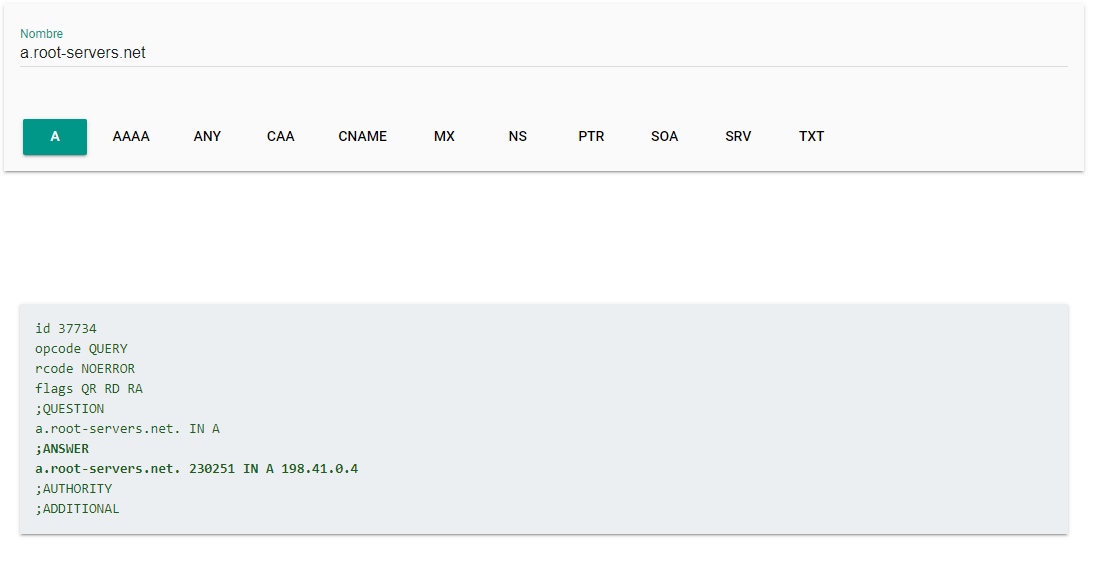 Nombre
a.root-servers.net
A AAAA ANY CAA CNAME MX NS PTR SOA SRV TXT
id 37734
opcode QUERY
rcode NOERROR
flags QR RD RA
;QUESTION
a.root-servers.net. IN A
;ANSWER
a.root-servers.net. 230251 IN A 198.41.0.4
;AUTHORITY
;ADDITIONAL